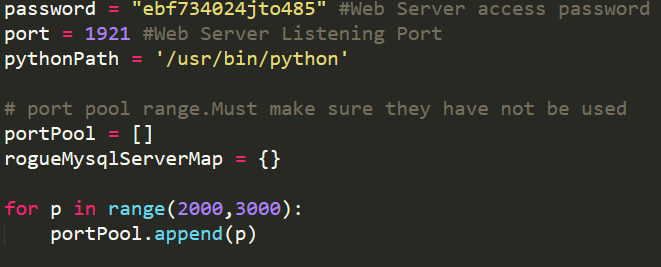 password = "ebf734024jto485" #Web Server access password
port = 1921 #Web Server Listening Port
pythonPath = '/usr/bin/python'
# port pool range.Must make sure they have not be used
portPool = []
rogueMysqlServerMap = {}
for p in range(2000,3000):
    portPool.append(p)